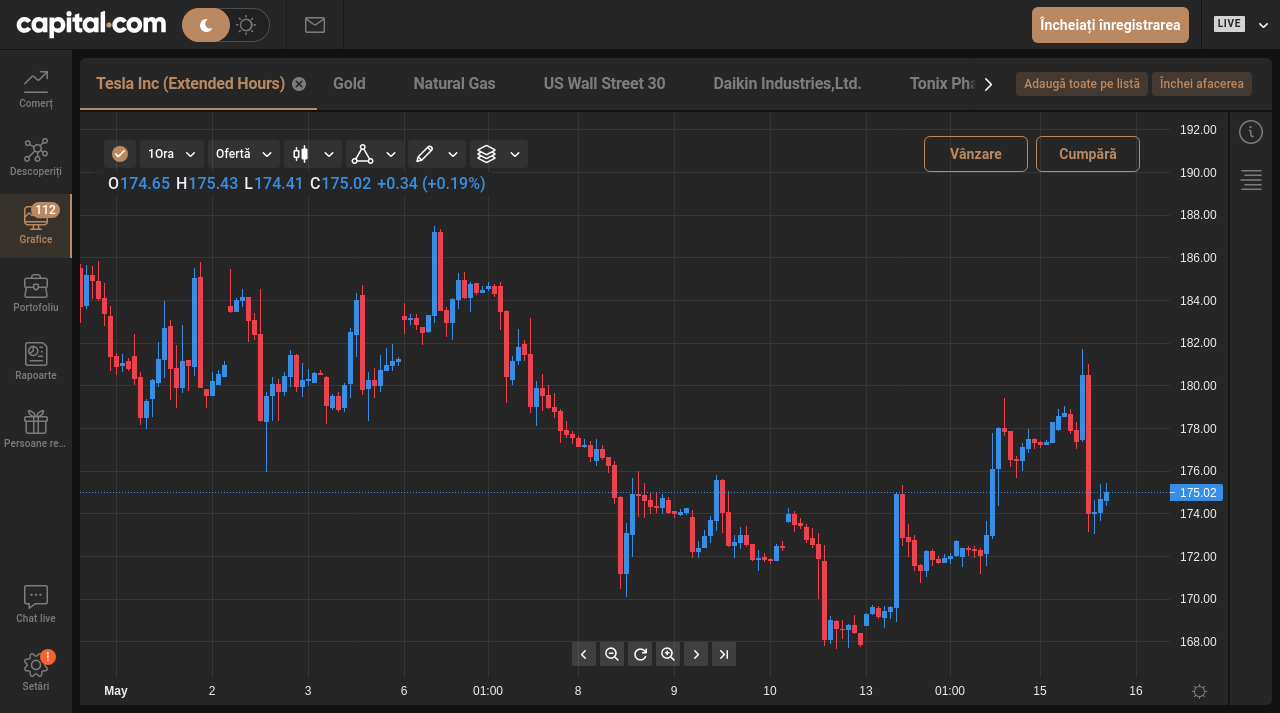 capital.com
Încheiați înregistrarea
LIVE
Comerț
Descoperiți
112
Grafice
Portofoliu
Rapoarte
Persoane re...
Chat live
!
Setări
Tesla Inc (Extended Hours)
Gold
Natural Gas
US Wall Street 30
Daikin Industries,Ltd.
Tonix Pha
Adaugă toate pe listă
Închei afacerea
1Ora
Ofertă
Vânzare
Cumpără
O174.65 H175.43 L174.41 C175.02 +0.34 (+0.19%)
192.00
190.00
188.00
186.00
184.00
182.00
180.00
178.00
176.00
175.02
174.00
172.00
170.00
168.00
May 2 3 6 01:00 8 9 10 13 01:00 15 16